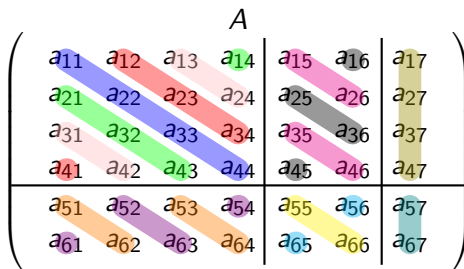 A
a11 a12 a13 a14 a15 a16 a17
a21 a22 a23 a24 a25 a26 a27
a31 a32 a33 a34 a35 a36 a37
a41 a42 a43 a44 a45 a46 a47
a51 a52 a53 a54 a55 a56 a57
a61 a62 a63 a64 a65 a66 a67